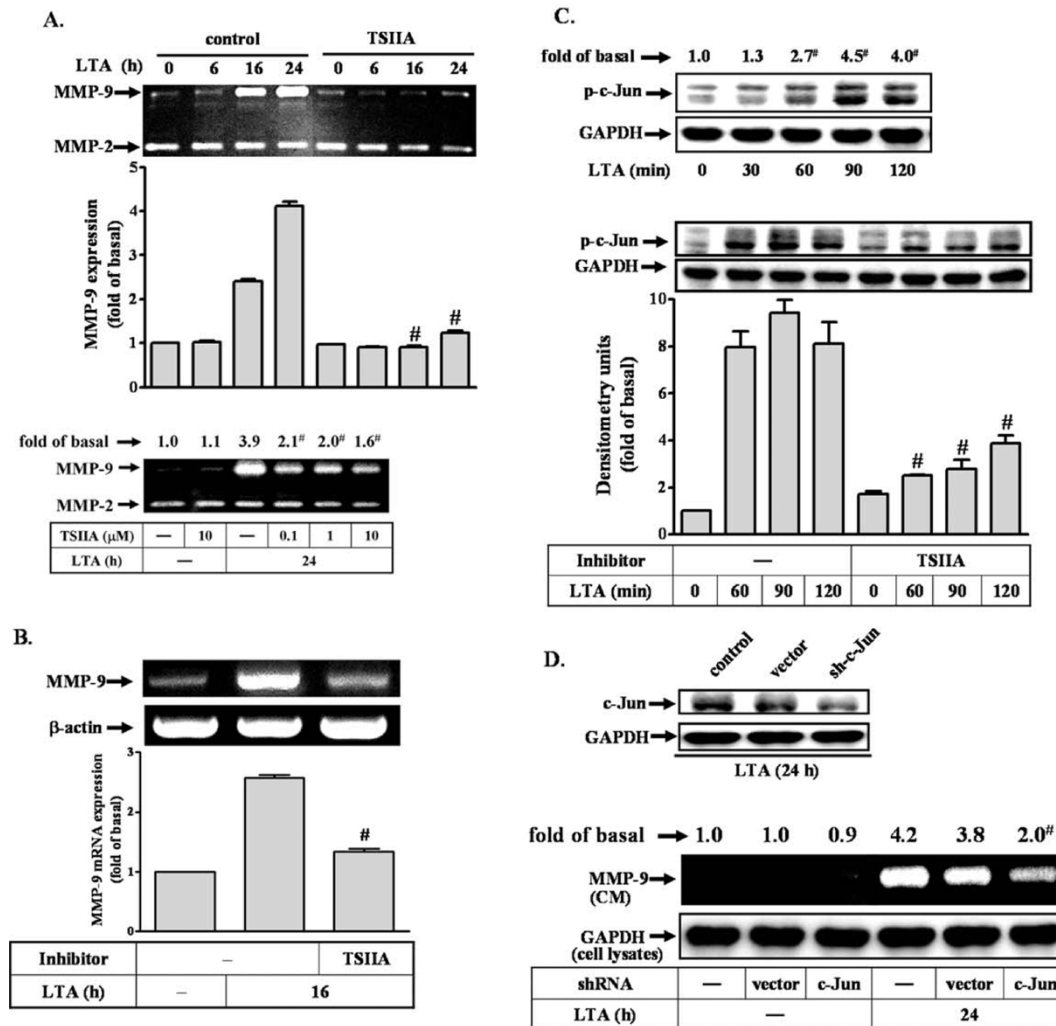 A.
control TSIIA
LTA (h) 0 6 16 24 0 6 16 24
MMP-9
MMP-2
MMP-9 expression
(fold of basal)
5
4
3
2
1
0
# #
fold of basal 1.0 1.1 3.9 2.1# 2.0# 1.6#
MMP-9
MMP-2
TSIIA (μM) — 10 — 0.1 1 10
LTA (h) — 24
B.
MMP-9
β-actin
MMP-9 mRNA expression
(fold of basal)
3
2
1
0
#
Inhibitor – TSIIA
LTA (h) – 16
C.
fold of basal 1.0 1.3 2.7# 4.5# 4.0#
p-c-Jun
GAPDH
LTA (min) 0 30 60 90 120
p-c-Jun
GAPDH
Densitometry units
(fold of basal)
10
8
6
4
2
0
# # #
Inhibitor — TSIIA
LTA (min) 0 60 90 120 0 60 90 120
D.
control vector sh-c-Jun
c-Jun
GAPDH
LTA (24 h)
fold of basal 1.0 1.0 0.9 4.2 3.8 2.0#
MMP-9
(CM)
GAPDH
(cell lysates)
shRNA — vector c-Jun — vector c-Jun
LTA (h) — 24